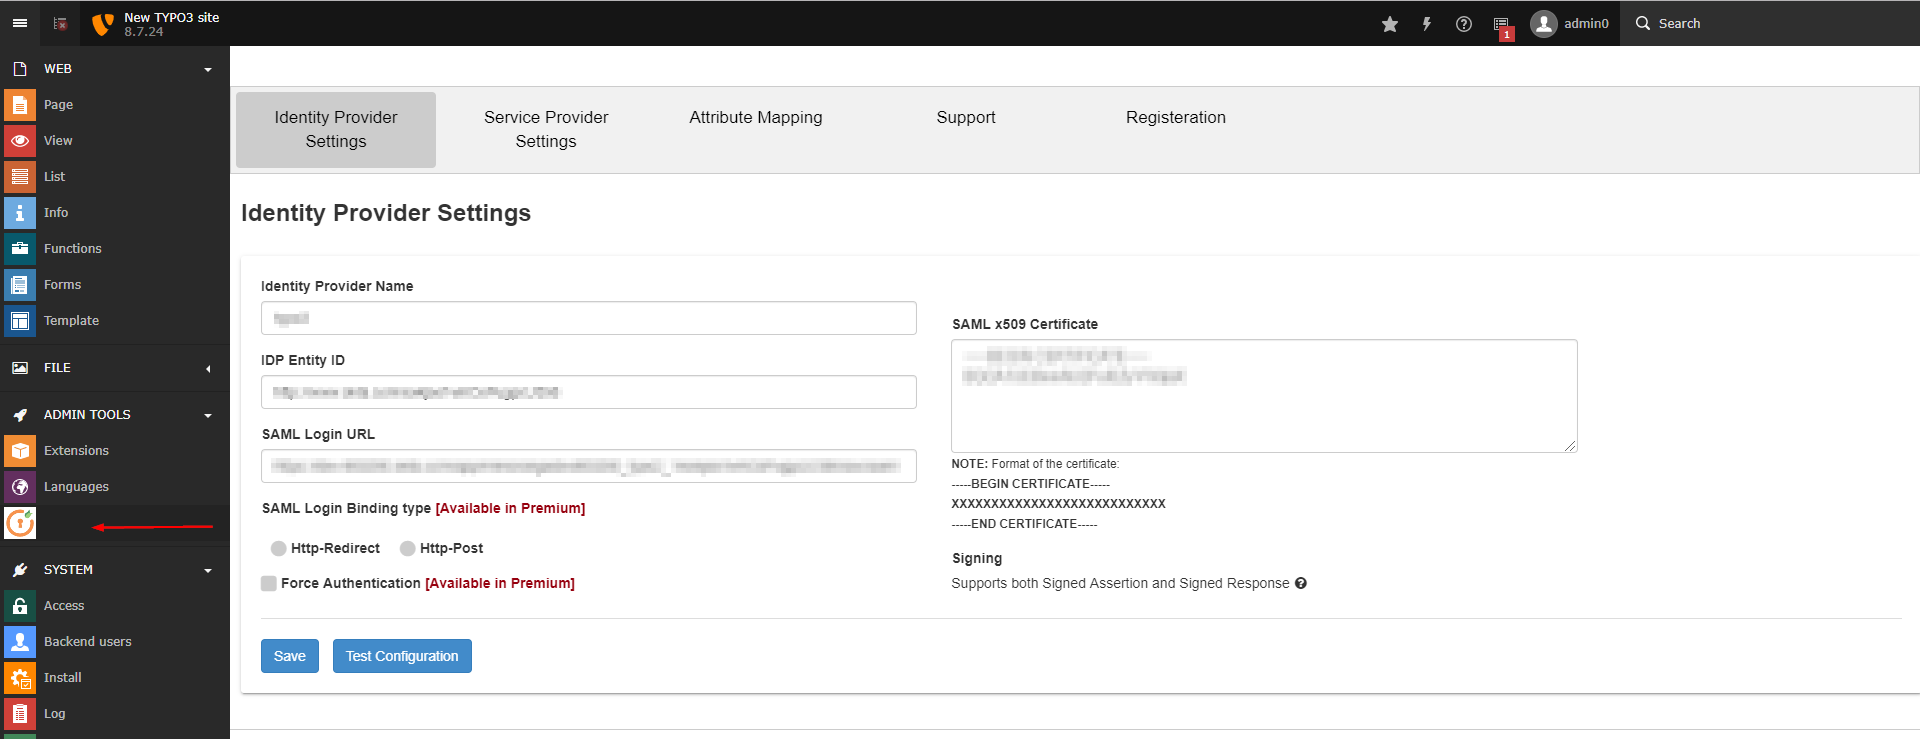 New TYPO3 site
8.7.24
1
admin0
Search
WEB
Page
View
List
Info
Functions
Forms
Template
FILE
ADMIN TOOLS
Extensions
Languages
SYSTEM
Access
Backend users
Install
Log
Identity Provider
Settings
Service Provider
Settings
Attribute Mapping
Support
Registeration
Identity Provider Settings
Identity Provider Name
IDP Entity ID
SAML Login URL
SAML Login Binding type [Available in Premium]
Http-Redirect
Http-Post
Force Authentication [Available in Premium]
SAML x509 Certificate
NOTE: Format of the certificate:
-----BEGIN CERTIFICATE-----
XXXXXXXXXXXXXXXXXXXXXXXXXXX
-----END CERTIFICATE-----
Signing
Supports both Signed Assertion and Signed Response
Save
Test Configuration